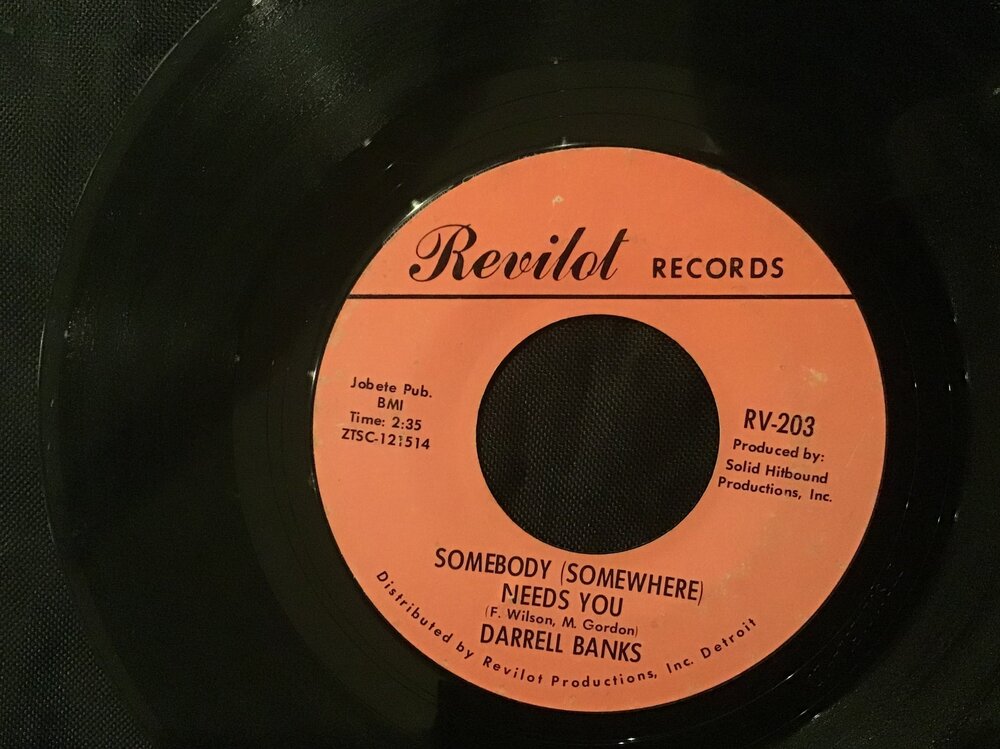 Revilot RECORDS
Jobete Pub.
BMI
Time: 2:35
ZTSC-121514
RV-203
Produced by:
Solid Hitbound
Productions, Inc.
SOMEBODY (SOMEWHERE)
NEEDS YOU
(F. Wilson, M. Gordon)
DARRELL BANKS
Distributed by Revilot Productions, Inc. Detroit